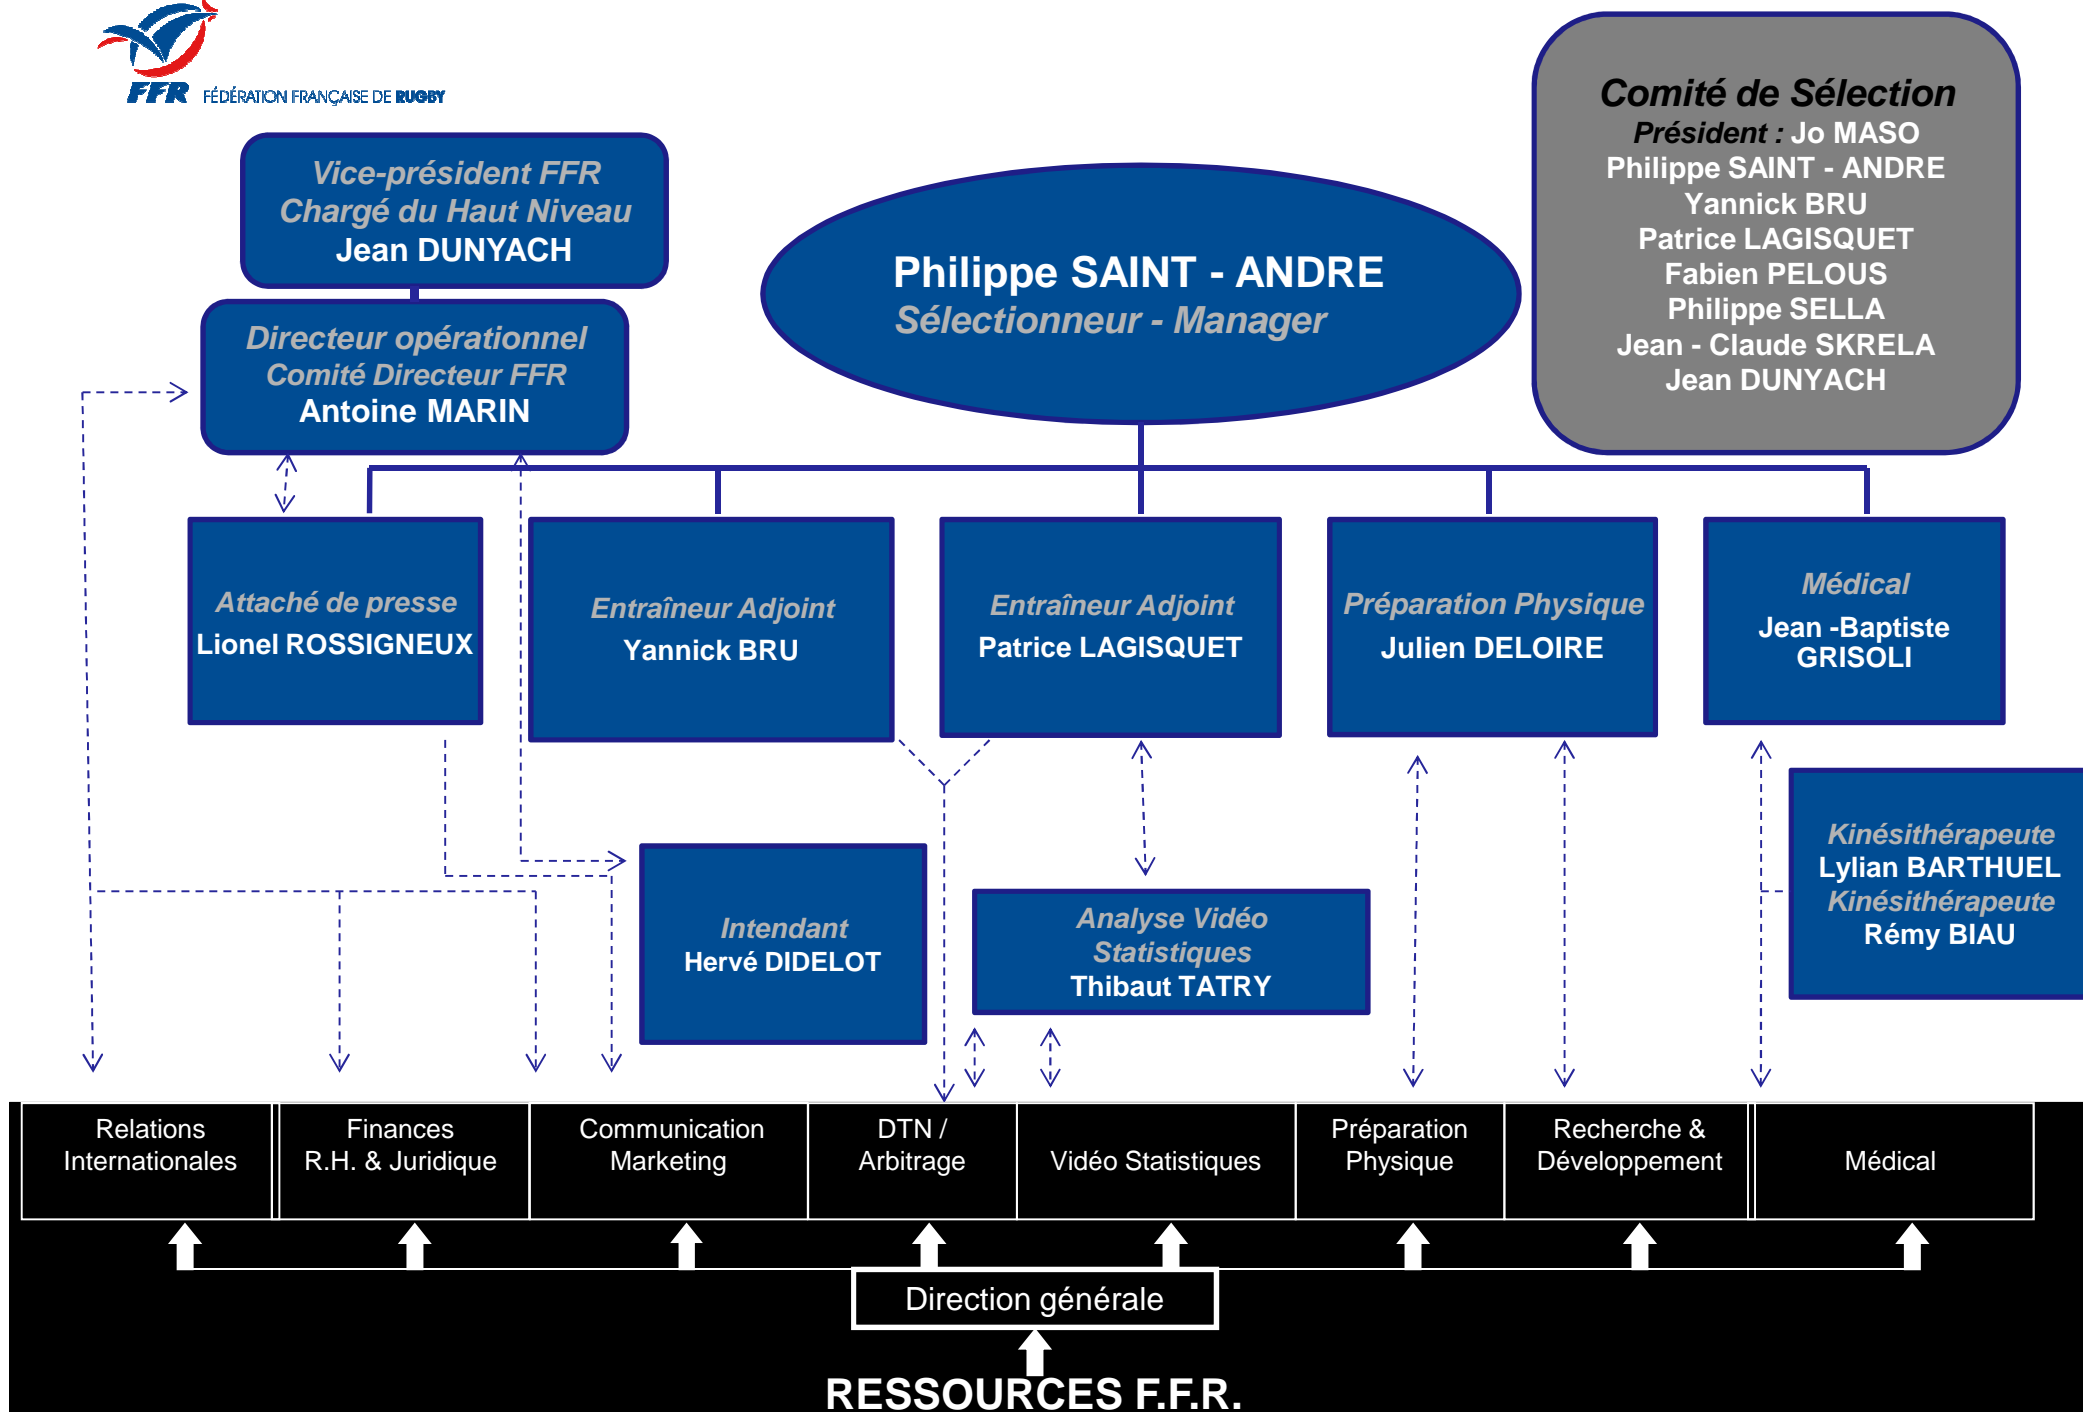 FFR FÉDÉRATION FRANÇAISE DE RUGBY
Comité de Sélection
Président : Jo MASO
Philippe SAINT - ANDRE
Yannick BRU
Patrice LAGISQUET
Fabien PELOUS
Philippe SELLA
Jean - Claude SKRELA
Jean DUNYACH
Vice-président FFR
Chargé du Haut Niveau
Jean DUNYACH
Directeur opérationnel
Comité Directeur FFR
Antoine MARIN
Philippe SAINT - ANDRE
Sélectionneur - Manager
Attaché de presse
Lionel ROSSIGNEUX
Entraîneur Adjoint
Yannick BRU
Entraîneur Adjoint
Patrice LAGISQUET
Préparation Physique
Julien DELOIRE
Médical
Jean -Baptiste
GRISOLI
Kinésithérapeute
Lylian BARTHUEL
Kinésithérapeute
Rémy BIAU
Intendant
Hervé DIDELOT
Analyse Vidéo
Statistiques
Thibaut TATRY
Relations
Internationales
Finances
R.H. & Juridique
Communication
Marketing
DTN /
Arbitrage
Vidéo Statistiques
Préparation
Physique
Recherche &
Développement
Médical
Direction générale
RESSOURCES F.F.R.